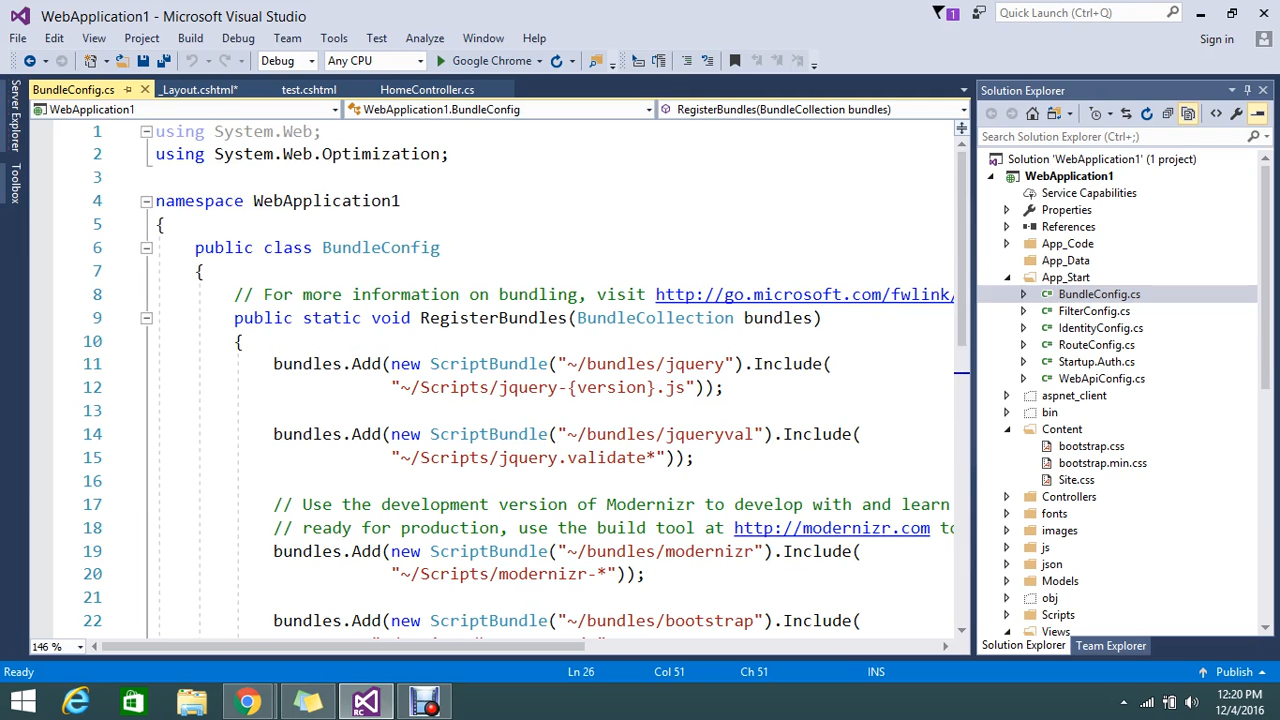 WebApplication1 - Microsoft Visual Studio
1
Quick Launch (Ctrl+Q)
File Edit View Project Build Debug Team Tools Test Analyze Window Help
Sign in
Debug Any CPU Google Chrome
Server Explorer
Toolbox
BundleConfig.cs _Layout.cshtml* test.cshtml HomeController.cs
WebApplication1 WebApplication1.BundleConfig RegisterBundles(BundleCollection bundles)
1 using System.Web;
2 using System.Web.Optimization;
3
4 namespace WebApplication1
5 {
6 public class BundleConfig
7 {
8 // For more information on bundling, visit http://go.microsoft.com/fwlink/
9 public static void RegisterBundles(BundleCollection bundles)
10 {
11 bundles.Add(new ScriptBundle("~/bundles/jquery").Include(
12 "~/Scripts/jquery-{version}.js"));
13
14 bundles.Add(new ScriptBundle("~/bundles/jqueryval").Include(
15 "~/Scripts/jquery.validate*"));
16
17 // Use the development version of Modernizr to develop with and learn
18 // ready for production, use the build tool at http://modernizr.com to
19 bundles.Add(new ScriptBundle("~/bundles/modernizr").Include(
20 "~/Scripts/modernizr-*"));
21
22 bundles.Add(new ScriptBundle("~/bundles/bootstrap").Include(
146 %
Solution Explorer
Search Solution Explorer (Ctrl+;)
Solution 'WebApplication1' (1 project)
WebApplication1
Service Capabilities
Properties
References
App_Code
App_Data
App_Start
BundleConfig.cs
FilterConfig.cs
IdentityConfig.cs
RouteConfig.cs
Startup.Auth.cs
WebApiConfig.cs
aspnet_client
bin
Content
bootstrap.css
bootstrap.min.css
Site.css
Controllers
fonts
images
js
json
Models
obj
Scripts
Views
Solution Explorer Team Explorer
Ready Ln 26 Col 51 Ch 51 INS Publish
RC
12:20 PM
12/4/2016